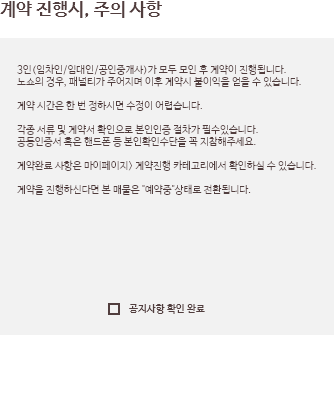 계약 진행시, 주의 사항
3인(임차인/임대인/공인중개사)가 모두 모인 후 계약이 진행됩니다.
노쇼의 경우, 패널티가 주어지며 이후 계약시 불이익을 얻을 수 있습니다.
계약 시간은 한 번 정하시면 수정이 어렵습니다.
각종 서류 및 계약서 확인으로 본인인증 절차가 필수있습니다.
공동인증서 혹은 핸드폰 등 본인확인수단을 꼭 지참해주세요.
계약완료 사항은 마이페이지> 계약진행 카테고리에서 확인하실 수 있습니다.
계약을 진행하신다면 본 매물은 "예약중"상태로 전환됩니다.
공지사항 확인 완료